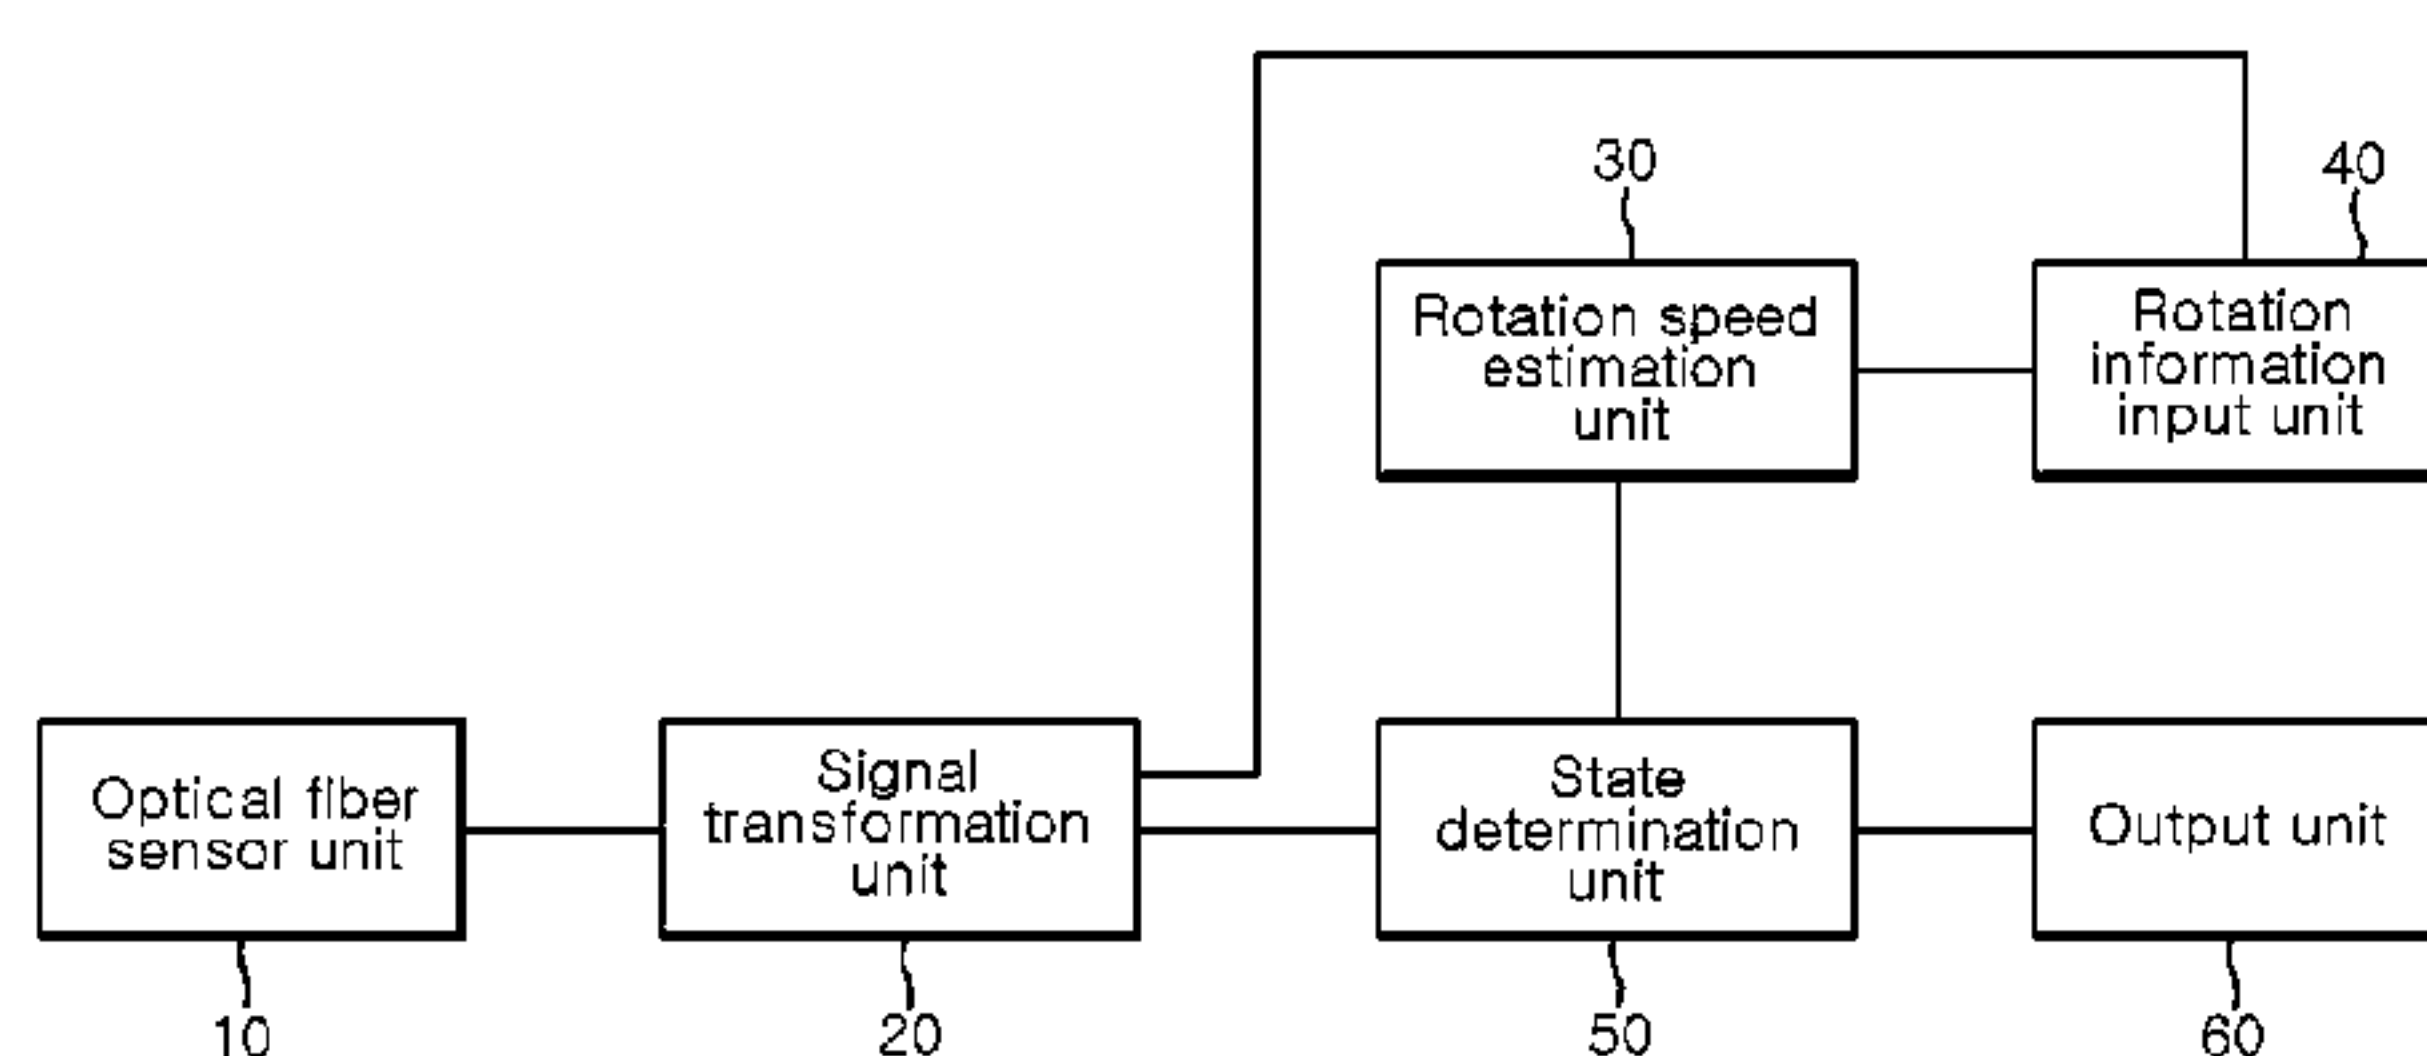 30
40
Rotation speed
estimation
unit
Rotation
information
input unit
Optical fiber
sensor unit
Signal
transformation
unit
State
determination
unit
Output unit
10
20
50
60